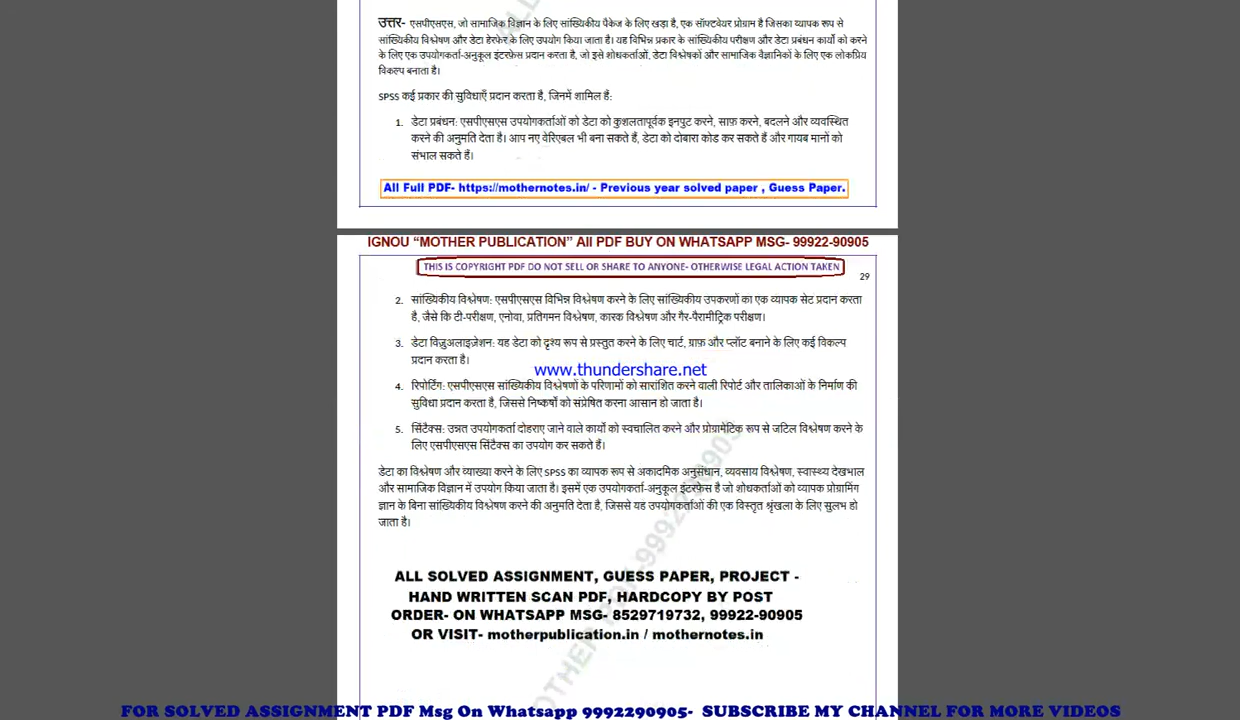 उत्तर- एसपीएसएस, जो सामाजिक विज्ञान के लिए सांख्यिकीय पैकेज के लिए खड़ा है, एक सॉफ्टवेयर प्रोग्राम है जिसका व्यापक रूप से
सांख्यिकीय विश्लेषण और डेटा हेरफेर के लिए उपयोग किया जाता है। यह विभिन्न प्रकार के सांख्यिकीय परीक्षण और डेटा प्रबंधन कार्यों को करने
के लिए एक उपयोगकर्ता-अनुकूल इंटरफ़ेस प्रदान करता है, जो इसे शोधकर्ताओं, डेटा विश्लेषकों और सामाजिक वैज्ञानिकों के लिए एक लोकप्रिय
विकल्प बनाता है।
SPSS कई प्रकार की सुविधाएँ प्रदान करता है, जिनमें शामिल हैं:
1. डेटा प्रबंधन: एसपीएसएस उपयोगकर्ताओं को डेटा को कुशलतापूर्वक इनपुट करने, साफ़ करने, बदलने और व्यवस्थित
करने की अनुमति देता है। आप नए वेरिएबल भी बना सकते हैं, डेटा को दोबारा कोड कर सकते हैं और गायब मानों को
संभाल सकते हैं।
All Full PDF- https://mothernotes.in/ - Previous year solved paper , Guess Paper.
IGNOU “MOTHER PUBLICATION” All PDF BUY ON WHATSAPP MSG- 99922-90905
THIS IS COPYRIGHT PDF DO NOT SELL OR SHARE TO ANYONE- OTHERWISE LEGAL ACTION TAKEN
29
2. सांख्यिकीय विश्लेषण: एसपीएसएस विभिन्न विश्लेषण करने के लिए सांख्यिकीय उपकरणों का एक व्यापक सेट प्रदान करता
है, जैसे कि टी-परीक्षण, एनोवा, प्रतिगमन विश्लेषण, कारक विश्लेषण और गैर-पैरामीट्रिक परीक्षण।
3. डेटा विज़ुअलाइज़ेशन: यह डेटा को दृश्य रूप से प्रस्तुत करने के लिए चार्ट, ग्राफ़ और प्लॉट बनाने के लिए कई विकल्प
प्रदान करता है।
www.thundershare.net
4. रिपोर्टिंग: एसपीएसएस सांख्यिकीय विश्लेषणों के परिणामों को सारांशित करने वाली रिपोर्ट और तालिकाओं के निर्माण की
सुविधा प्रदान करता है, जिससे निष्कर्षों को संप्रेषित करना आसान हो जाता है।
5. सिंटैक्स: उन्नत उपयोगकर्ता दोहराए जाने वाले कार्यों को स्वचालित करने और प्रोग्रामेटिक रूप से जटिल विश्लेषण करने के
लिए एसपीएसएस सिंटैक्स का उपयोग कर सकते हैं।
डेटा का विश्लेषण और व्याख्या करने के लिए SPSS का व्यापक रूप से अकादमिक अनुसंधान, व्यवसाय विश्लेषण, स्वास्थ्य देखभाल
और सामाजिक विज्ञान में उपयोग किया जाता है। इसमें एक उपयोगकर्ता-अनुकूल इंटरफ़ेस है जो शोधकर्ताओं को व्यापक प्रोग्रामिंग
ज्ञान के बिना सांख्यिकीय विश्लेषण करने की अनुमति देता है, जिससे यह उपयोगकर्ताओं की एक विस्तृत श्रृंखला के लिए सुलभ हो
जाता है।
ALL SOLVED ASSIGNMENT, GUESS PAPER, PROJECT -
HAND WRITTEN SCAN PDF, HARDCOPY BY POST
ORDER- ON WHATSAPP MSG- 8529719732, 99922-90905
OR VISIT- motherpublication.in / mothernotes.in
FOR SOLVED ASSIGNMENT PDF Msg On Whatsapp 9992290905- SUBSCRIBE MY CHANNEL FOR MORE VIDEOS